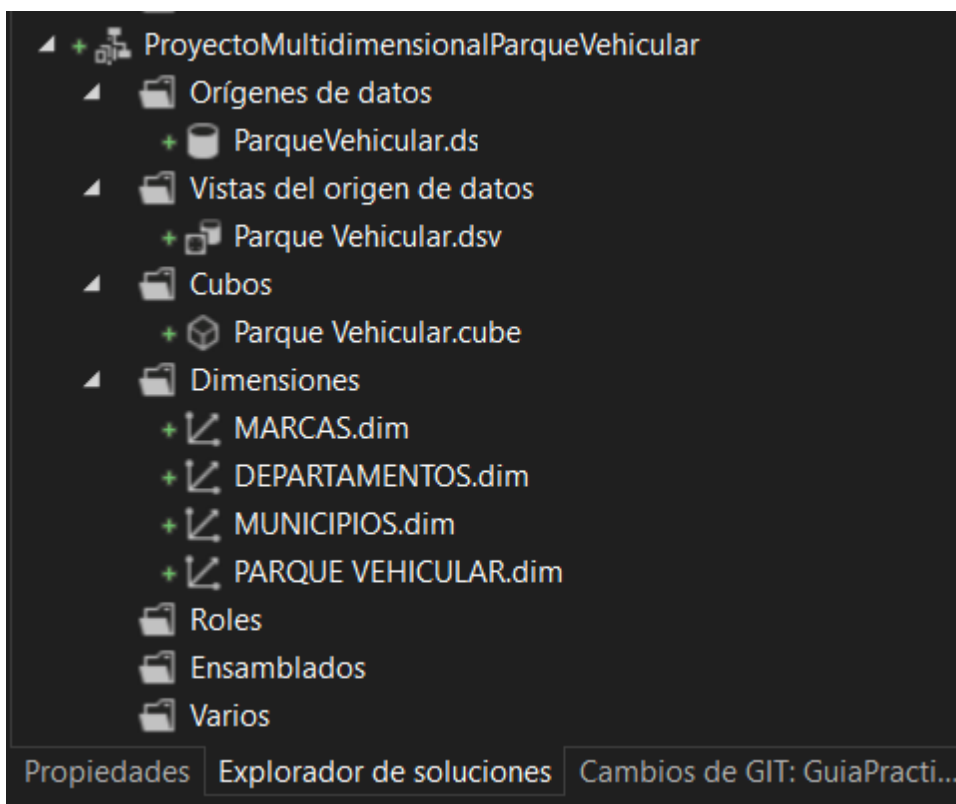 ProyectoMultidimensionalParqueVehicular
Orígenes de datos
ParqueVehicular.ds
Vistas del origen de datos
Parque Vehicular.dsv
Cubos
Parque Vehicular.cube
Dimensiones
MARCAS.dim
DEPARTAMENTOS.dim
MUNICIPIOS.dim
PARQUE VEHICULAR.dim
Roles
Ensamblados
Varios
Propiedades Explorador de soluciones Cambios de GIT: GuiaPracti...